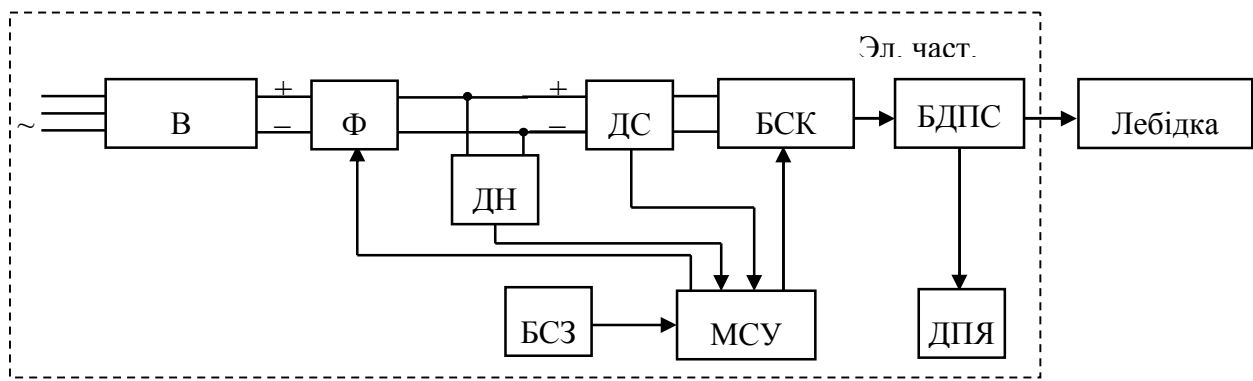 Эл. част.
~
В
+
–
Ф
+
–
ДС
БСК
БДПС
Лебідка
ДН
БСЗ
МСУ
ДПЯ